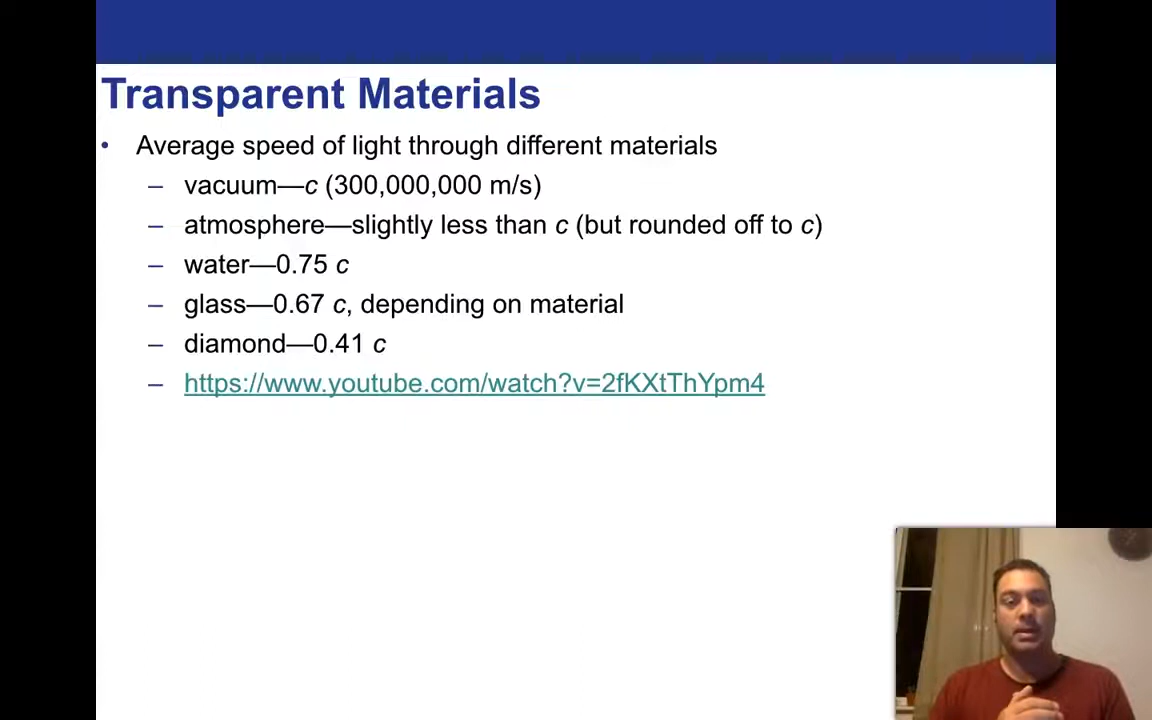 Transparent Materials
• Average speed of light through different materials
– vacuum—c (300,000,000 m/s)
– atmosphere—slightly less than c (but rounded off to c)
– water—0.75 c
– glass—0.67 c, depending on material
– diamond—0.41 c
– https://www.youtube.com/watch?v=2fKXtThYpm4